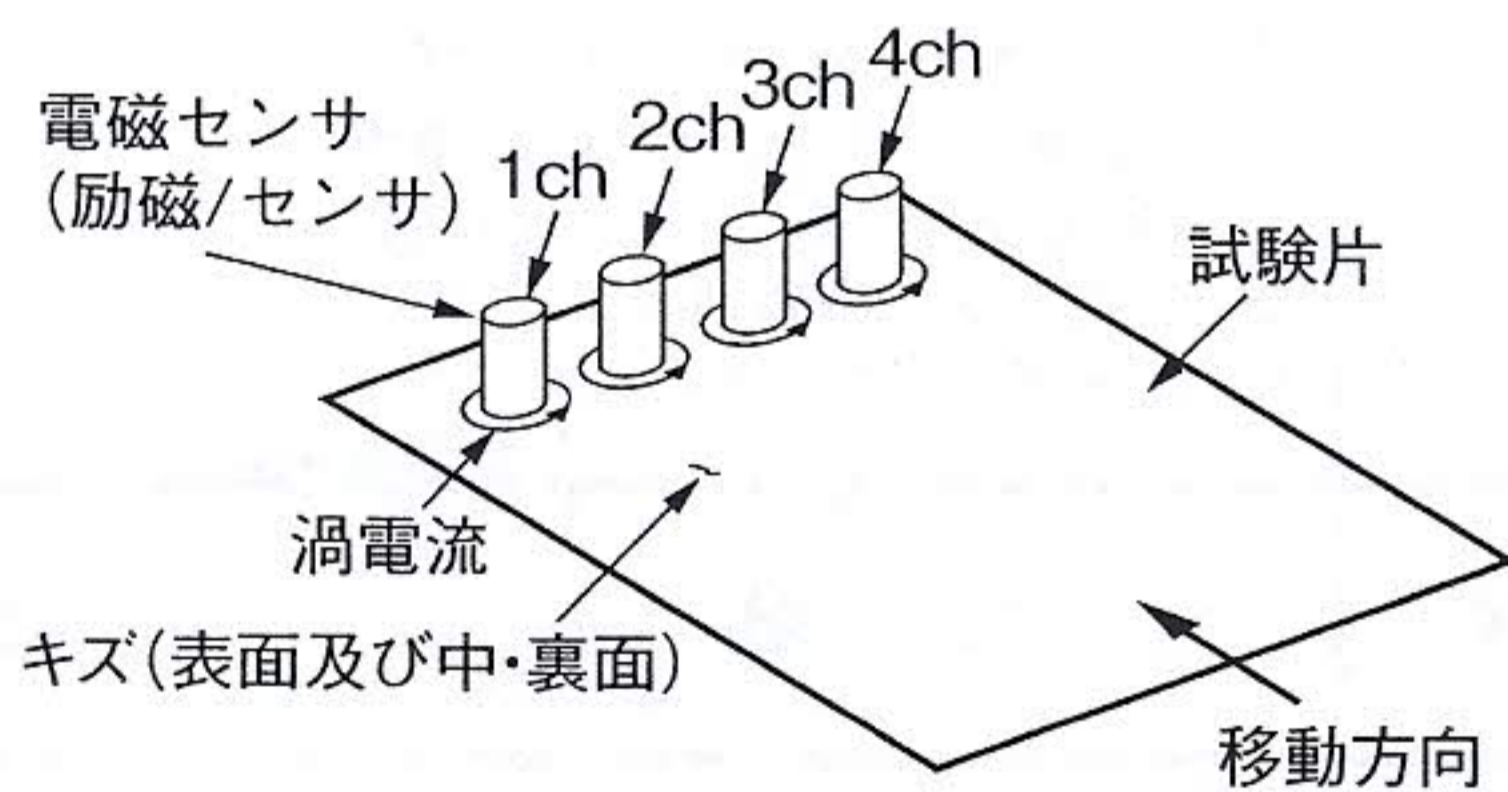 電磁センサ
(励磁/センサ)
1ch
2ch
3ch
4ch
試験片
渦電流
キズ(表面及び中・裏面)
移動方向